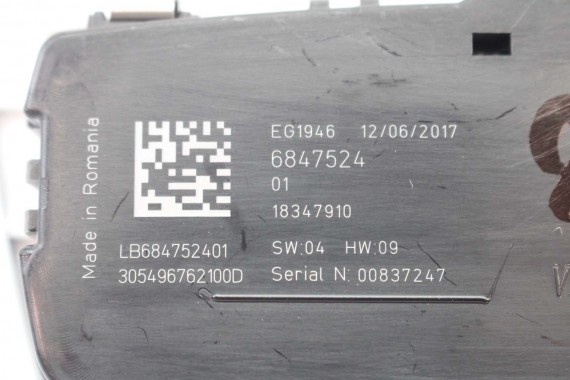 Made in Romania
EG1946 12/06/2017
6847524
01
18347910
LB684752401 SW:04 HW:09
305496762100D Serial N: 00837247